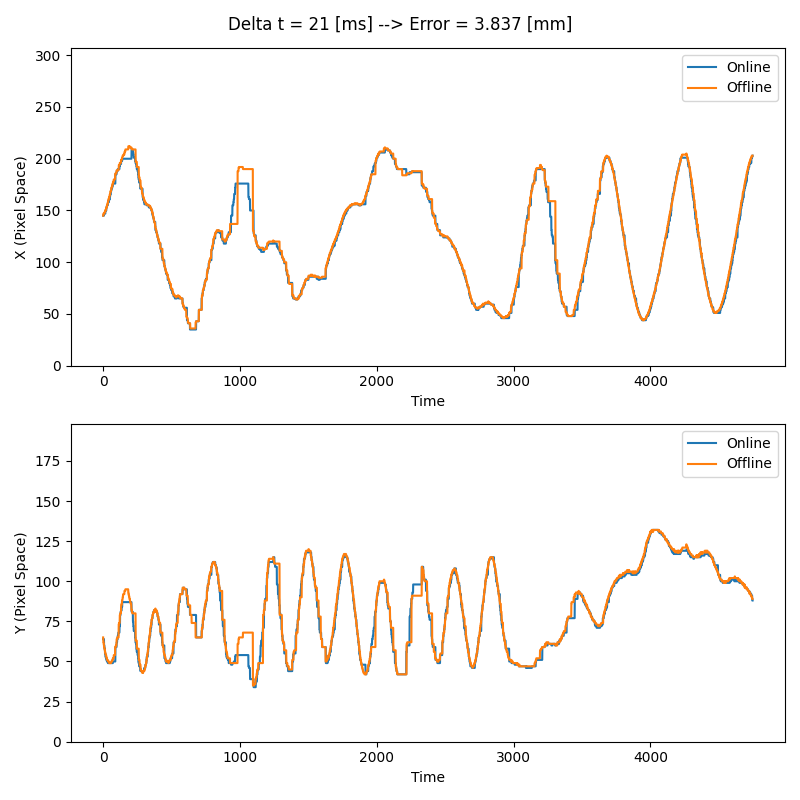 Delta t = 21 [ms] --> Error = 3.837 [mm]
300
250
200
150
100
50
0
X (Pixel Space)
Online
Offline
0 1000 2000 3000 4000
Time
175
150
125
100
75
50
25
0
Y (Pixel Space)
Online
Offline
0 1000 2000 3000 4000
Time